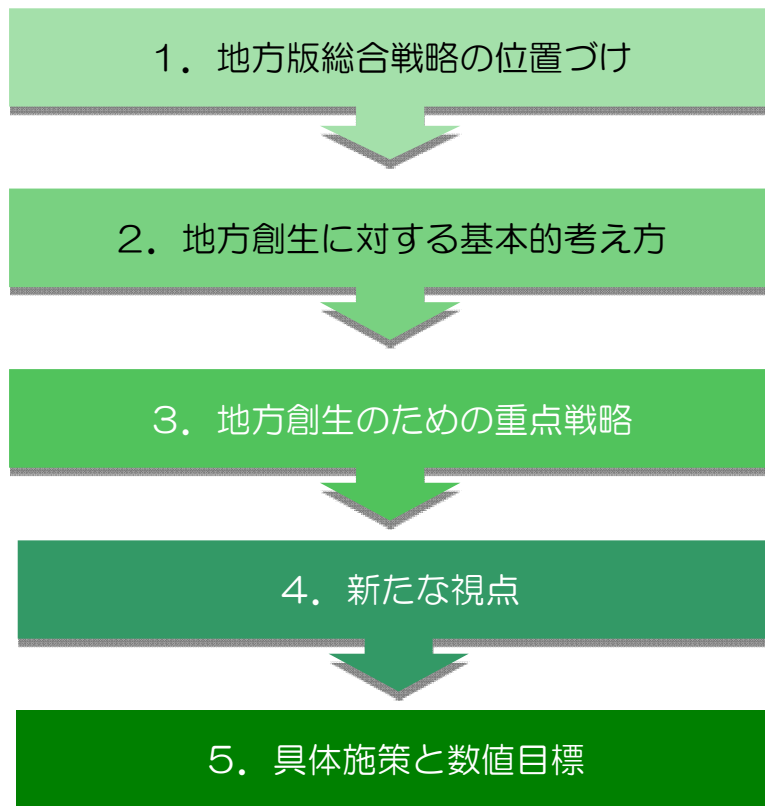 １．地方版総合戦略の位置づけ
２．地方創生に対する基本的考え方
３．地方創生のための重点戦略
４．新たな視点
５．具体施策と数値目標